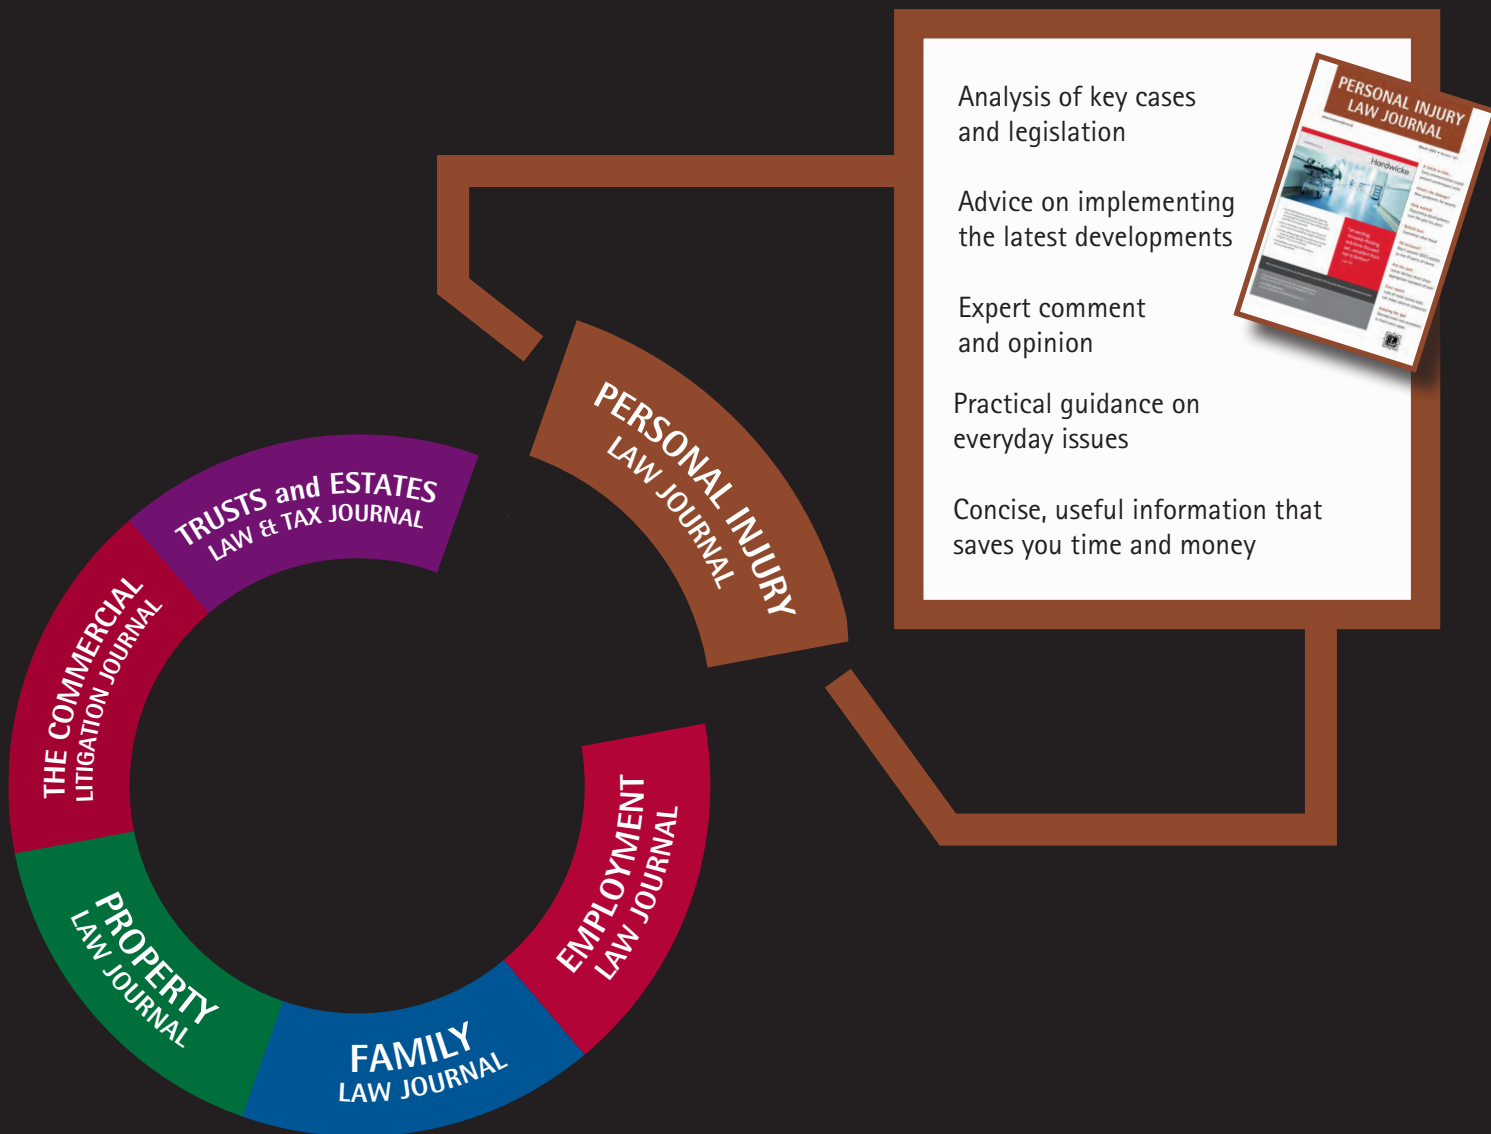 Analysis of key cases
and legislation
Advice on implementing
the latest developments
Expert comment
and opinion
Practical guidance on
everyday issues
Concise, useful information that
saves you time and money
PERSONAL INJURY
LAW JOURNAL
Hardwicke
PERSONAL INJURY
LAW JOURNAL
TRUSTS and ESTATES
LAW & TAX JOURNAL
THE COMMERCIAL
LITIGATION JOURNAL
PROPERTY
LAW JOURNAL
FAMILY
LAW JOURNAL
EMPLOYMENT
LAW JOURNAL